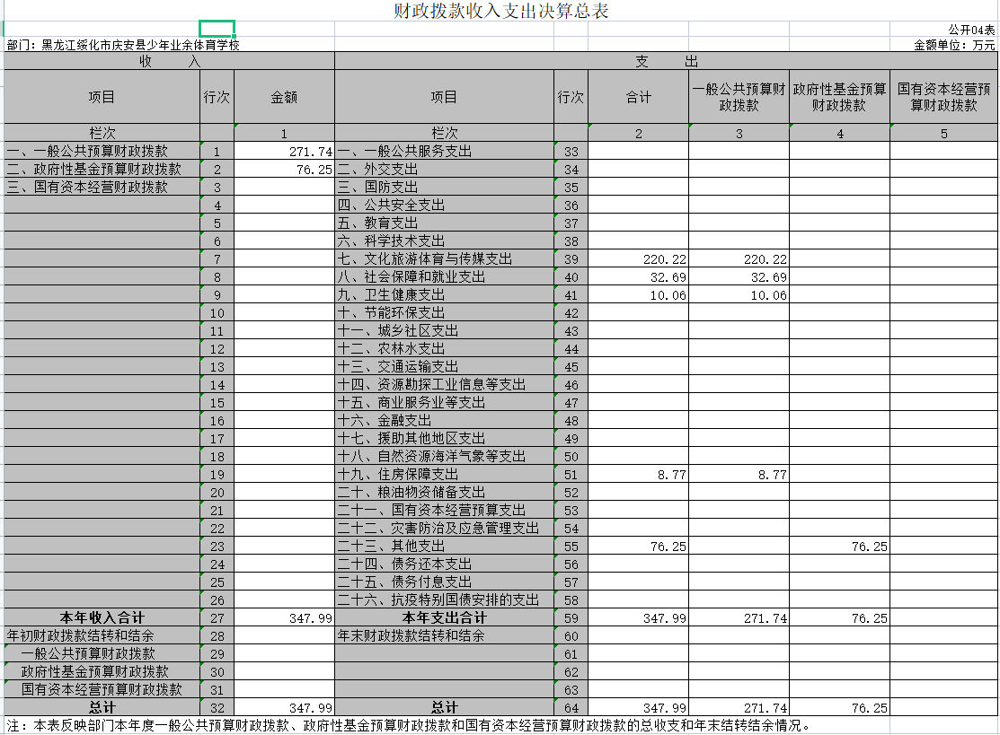 财政拨款收入支出决算总表
公开04表
部门：黑龙江绥化市庆安县少年业余体育学校 金额单位：万元
收 入 支 出
项目 行次 金额 项目 行次 合计 一般公共预算财政拨款 政府性基金预算财政拨款 国有资本经营预算财政拨款
栏次 1 栏次 2 3 4 5
一、一般公共预算财政拨款 1 271.74 一、一般公共服务支出 33
二、政府性基金预算财政拨款 2 76.25 二、外交支出 34
三、国有资本经营财政拨款 3 三、国防支出 35
4 四、公共安全支出 36
5 五、教育支出 37
6 六、科学技术支出 38
7 七、文化旅游体育与传媒支出 39 220.22 220.22
8 八、社会保障和就业支出 40 32.69 32.69
9 九、卫生健康支出 41 10.06 10.06
10 十、节能环保支出 42
11 十一、城乡社区支出 43
12 十二、农林水支出 44
13 十三、交通运输支出 45
14 十四、资源勘探工业信息等支出 46
15 十五、商业服务业等支出 47
16 十六、金融支出 48
17 十七、援助其他地区支出 49
18 十八、自然资源海洋气象等支出 50
19 十九、住房保障支出 51 8.77 8.77
20 二十、粮油物资储备支出 52
21 二十一、国有资本经营预算支出 53
22 二十二、灾害防治及应急管理支出 54
23 二十三、其他支出 55 76.25 76.25
24 二十四、债务还本支出 56
25 二十五、债务付息支出 57
26 二十六、抗疫特别国债安排的支出 58
本年收入合计 27 347.99 本年支出合计 59 347.99 271.74 76.25
年初财政拨款结转和结余 28 年末财政拨款结转和结余 60
一般公共预算财政拨款 29 61
政府性基金预算财政拨款 30 62
国有资本经营预算财政拨款 31 63
总计 32 347.99 总计 64 347.99 271.74 76.25
注：本表反映部门本年度一般公共预算财政拨款、政府性基金预算财政拨款和国有资本经营预算财政拨款的总收支和年末结转结余情况。